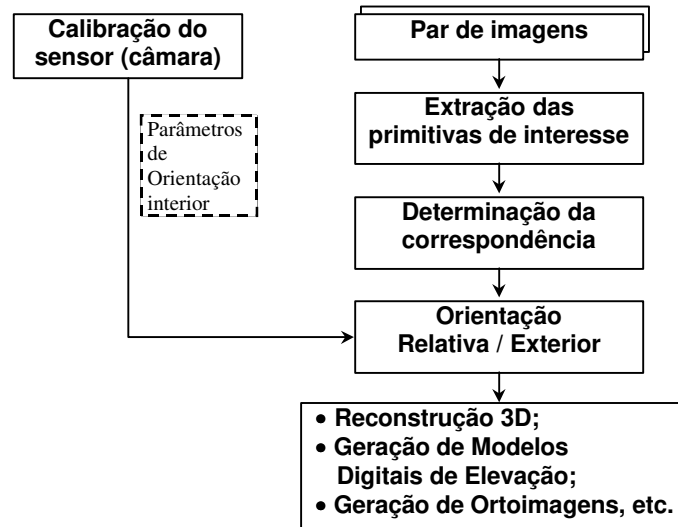 Calibração do
sensor (câmara)
Par de imagens
Extração das
primitivas de interesse
Parâmetros
de
Orientação
interior
Determinação da
correspondência
Orientação
Relativa / Exterior
• Reconstrução 3D;
• Geração de Modelos
Digitais de Elevação;
• Geração de Ortoimagens, etc.